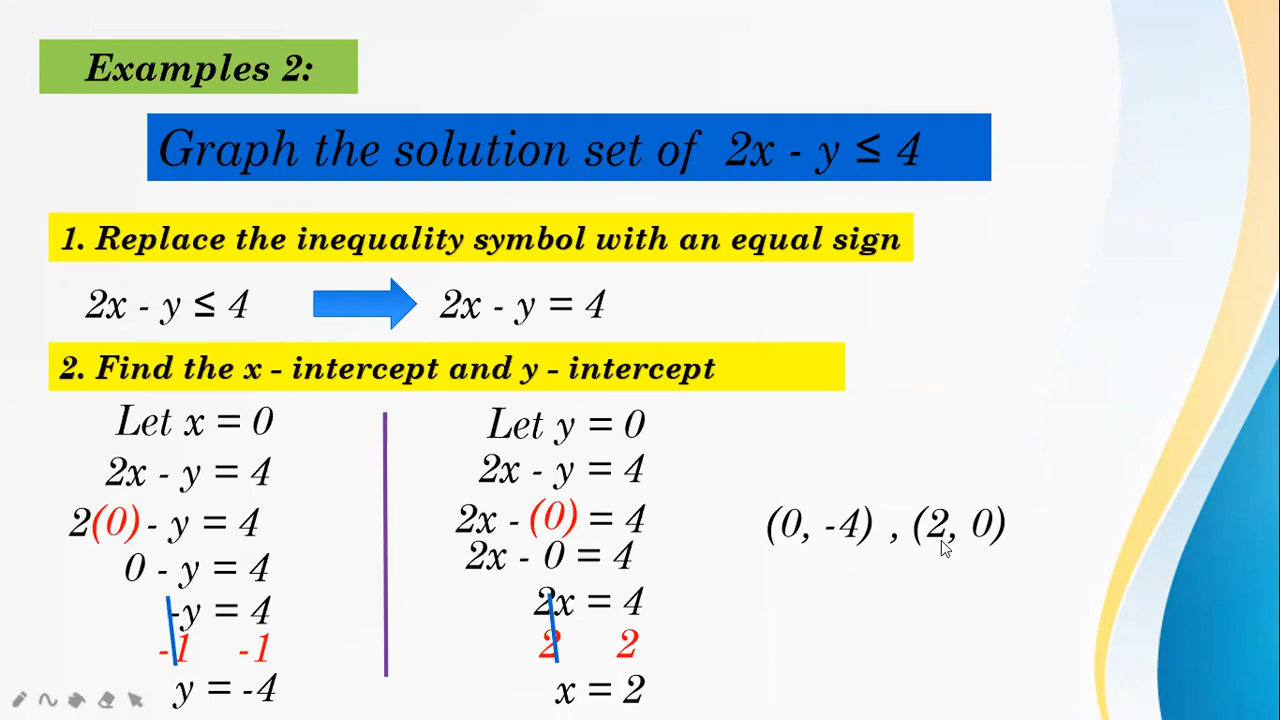 Examples 2:
Graph the solution set of 2x - y ≤ 4
1. Replace the inequality symbol with an equal sign
2x - y ≤ 4
2x - y = 4
2. Find the x - intercept and y - intercept
Let x = 0
2x - y = 4
2(0) - y = 4
0 - y = 4
-y = 4
-1 -1
y = -4
Let y = 0
2x - y = 4
2x - (0) = 4
2x - 0 = 4
2x = 4
2 2
x = 2
(0, -4) , (2, 0)